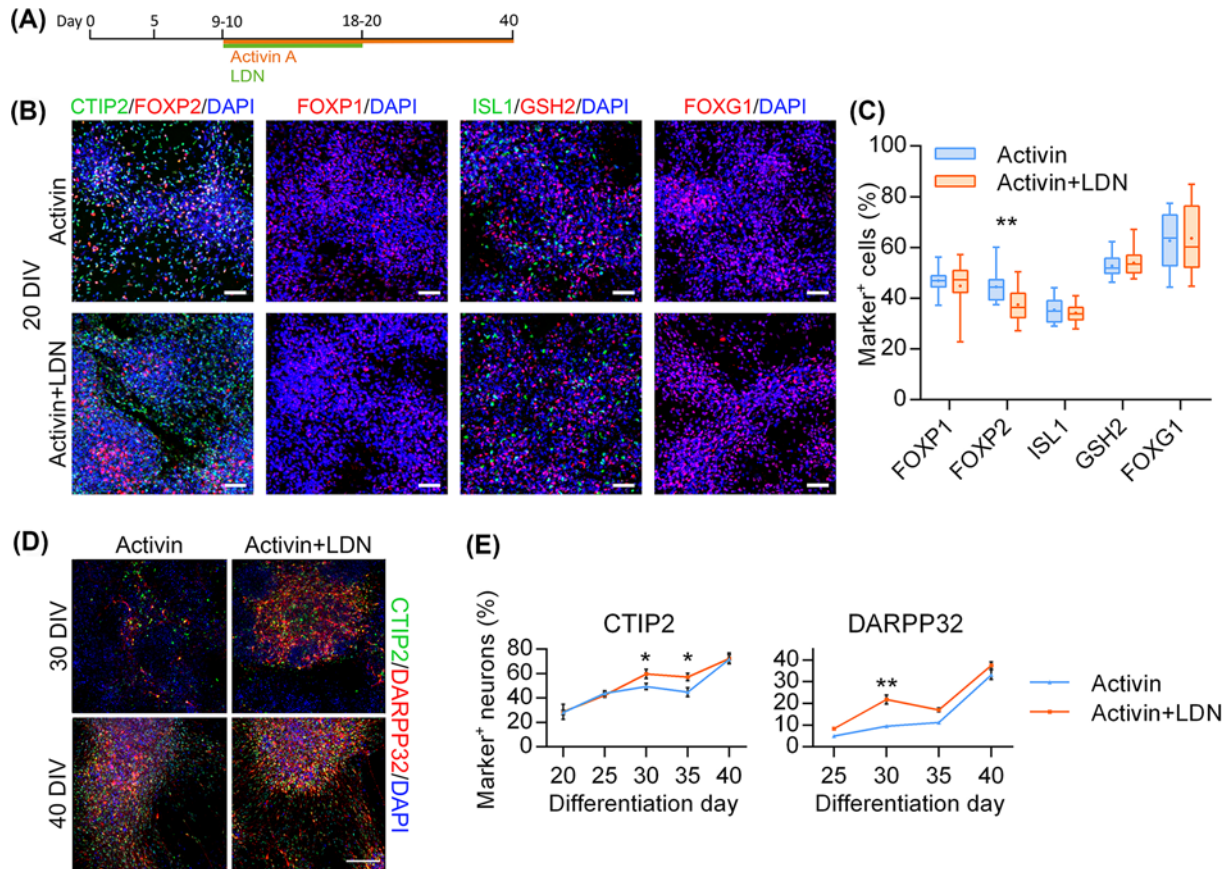 (A)
Day 0 5 9-10 18-20 40
Activin A
LDN
(B)
CTIP2/FOXP2/DAPI FOXP1/DAPI ISL1/GSH2/DAPI FOXG1/DAPI
20 DIV
Activin
Activin+LDN
(C)
Marker⁺ cells (%)
100
80
60
40
20
0
Activin
Activin+LDN
**
FOXP1 FOXP2 ISL1 GSH2 FOXG1
(D)
Activin Activin+LDN
30 DIV
40 DIV
CTIP2/DARPP32/DAPI
(E)
Marker⁺ neurons (%)
CTIP2
80
60
40
20
0
* *
20 25 30 35 40
Differentiation day
DARPP32
40
30
20
10
0
**
25 30 35 40
Differentiation day
Activin
Activin+LDN